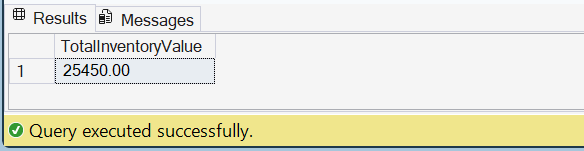 Results Messages
TotalInventoryValue
1 25450.00
Query executed successfully.